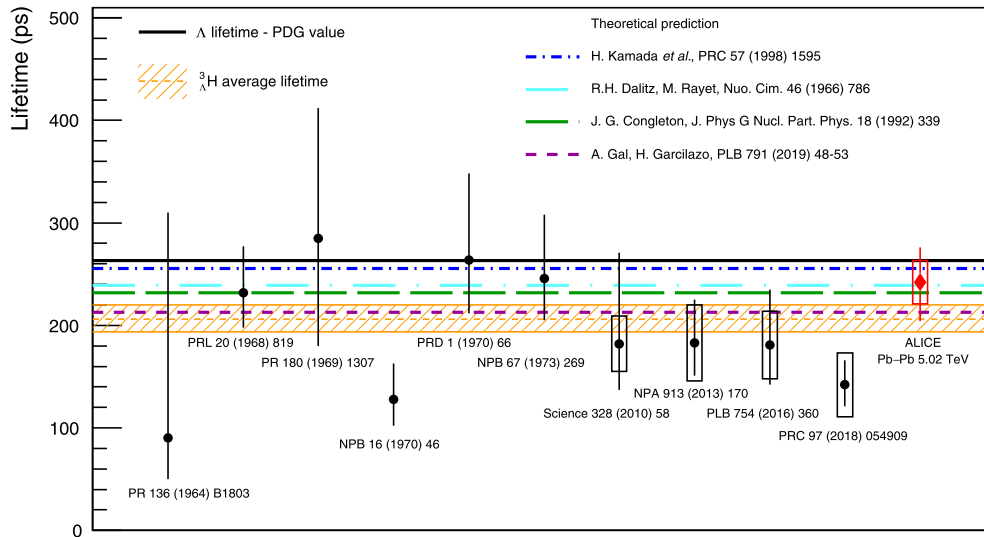 Lifetime (ps)
500
400
300
200
100
0
Λ lifetime - PDG value
³ΛH average lifetime
Theoretical prediction
H. Kamada et al., PRC 57 (1998) 1595
R.H. Dalitz, M. Rayet, Nuo. Cim. 46 (1966) 786
J. G. Congleton, J. Phys G Nucl. Part. Phys. 18 (1992) 339
A. Gal, H. Garcilazo, PLB 791 (2019) 48-53
PR 136 (1964) B1803
PRL 20 (1968) 819
PR 180 (1969) 1307
NPB 16 (1970) 46
PRD 1 (1970) 66
NPB 67 (1973) 269
Science 328 (2010) 58
NPA 913 (2013) 170
PLB 754 (2016) 360
PRC 97 (2018) 054909
ALICE
Pb–Pb 5.02 TeV